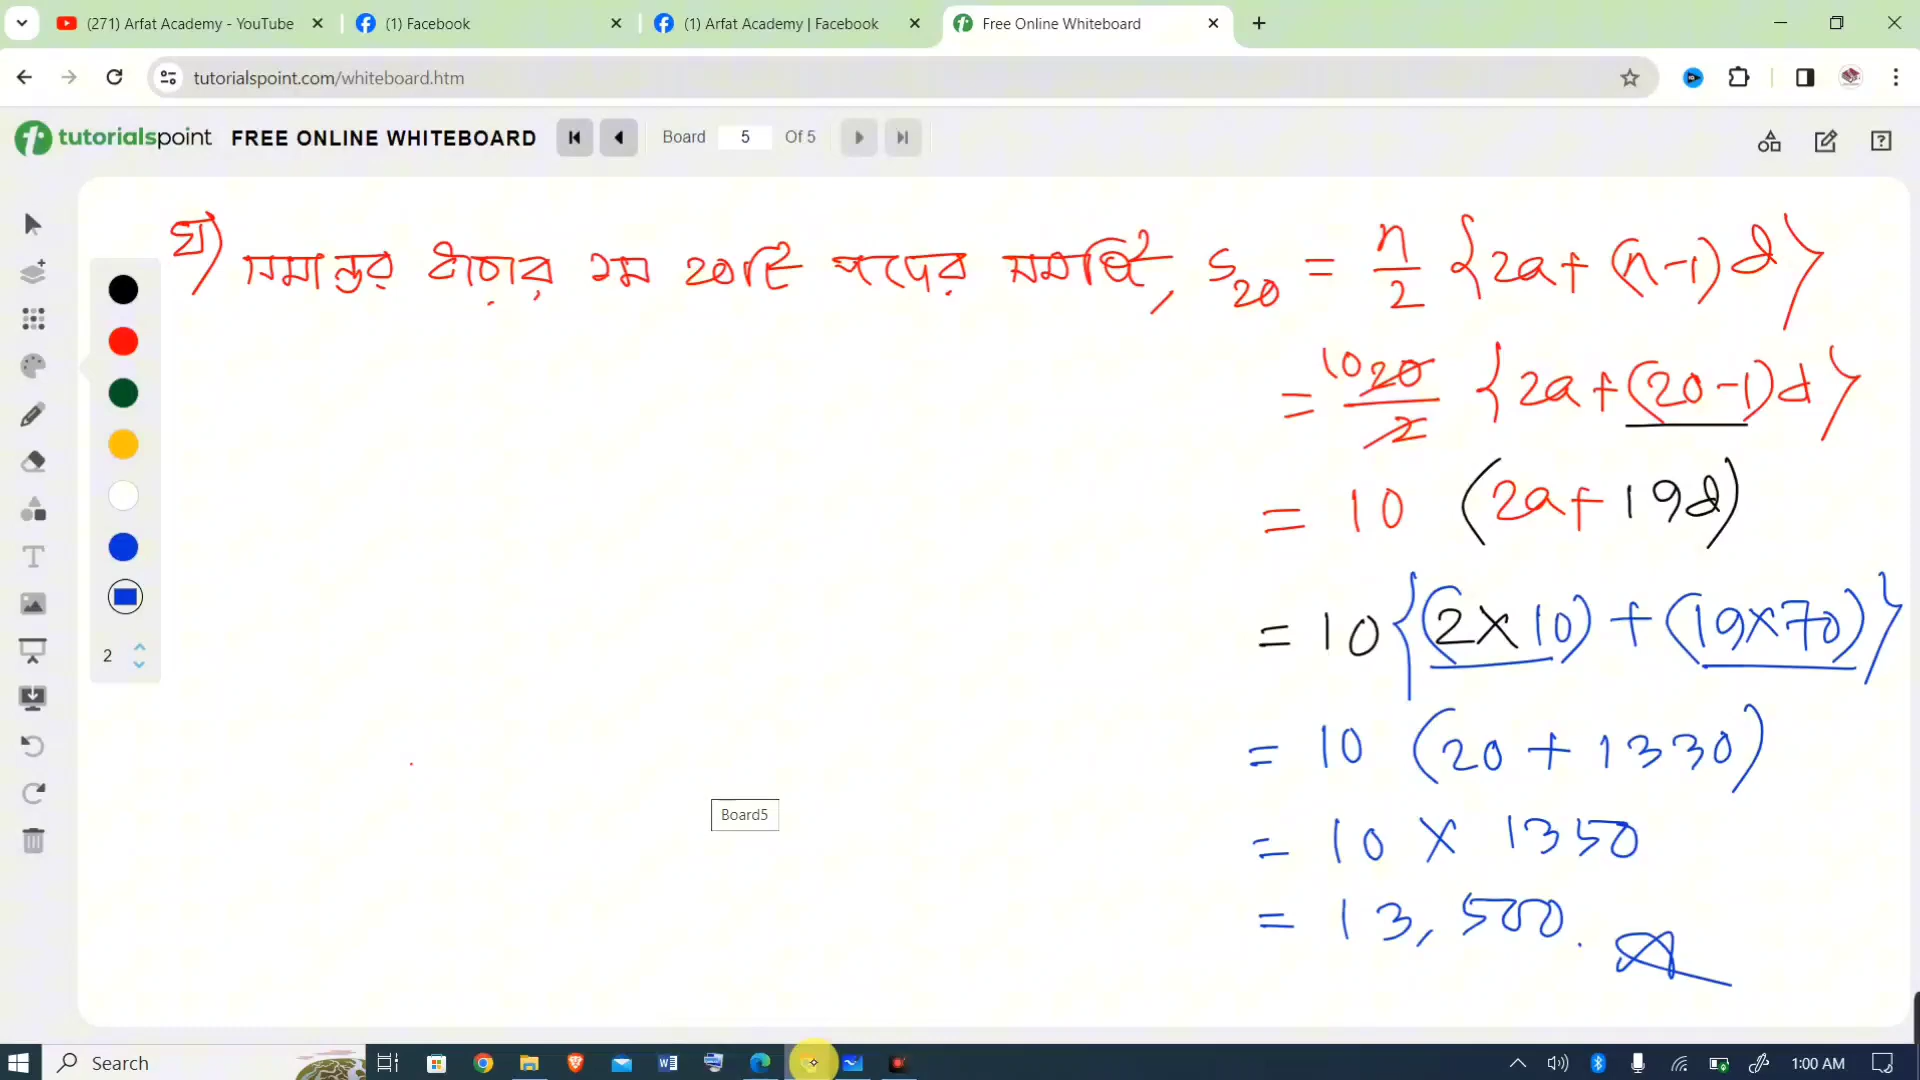 (271) Arfat Academy - YouTube
(1) Facebook
(1) Arfat Academy | Facebook
Free Online Whiteboard
tutorialspoint.com/whiteboard.htm
tutorialspoint FREE ONLINE WHITEBOARD Board 5 Of 5
ঘ) সমান্তর ধারার ১ম 20টি পদের সমষ্টি, S₂₀ = n/2 {2a+(n-1)d}
= 10 20/2 {2a+(20-1)d}
= 10 (2a+19d)
= 10 {(2×10) + (19×70)}
= 10 (20 + 1330)
= 10 × 1350
= 13,500.
2
Board5
Search
1:00 AM